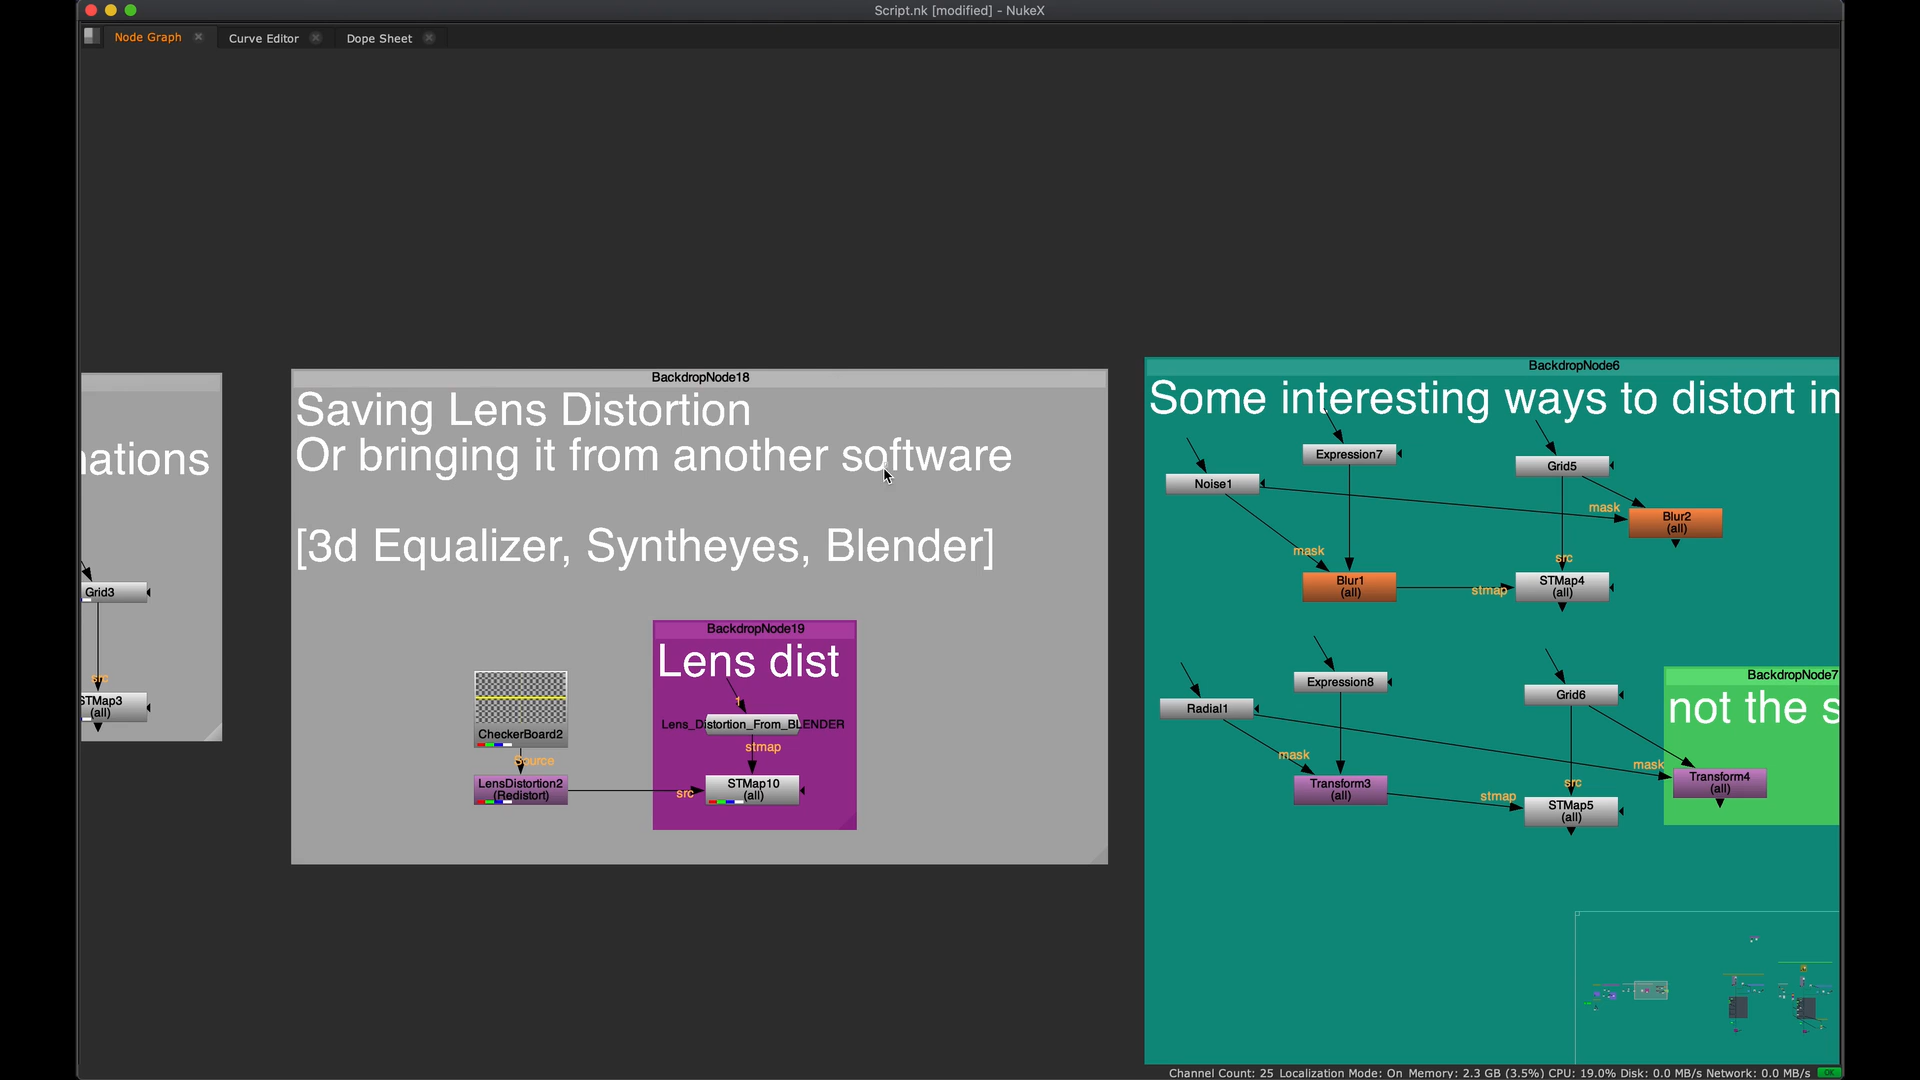 Script.nk [modified] - NukeX
Node Graph
Curve Editor
Dope Sheet
nations
Grid3
src
STMap3
(all)
BackdropNode18
Saving Lens Distortion
Or bringing it from another software
[3d Equalizer, Syntheyes, Blender]
CheckerBoard2
Source
LensDistortion2
(Redistort)
BackdropNode19
Lens dist
1
Lens_Distortion_From_BLENDER
stmap
src
STMap10
(all)
BackdropNode6
Some interesting ways to distort in
Noise1
Expression7
Grid5
mask
Blur2
(all)
mask
src
Blur1
(all)
stmap
STMap4
(all)
Radial1
Expression8
Grid6
BackdropNode7
not the s
mask
mask
Transform3
(all)
Transform4
(all)
src
stmap
STMap5
(all)
Channel Count: 25 Localization Mode: On Memory: 2.3 GB (3.5%) CPU: 19.0% Disk: 0.0 MB/s Network: 0.0 MB/s
OK